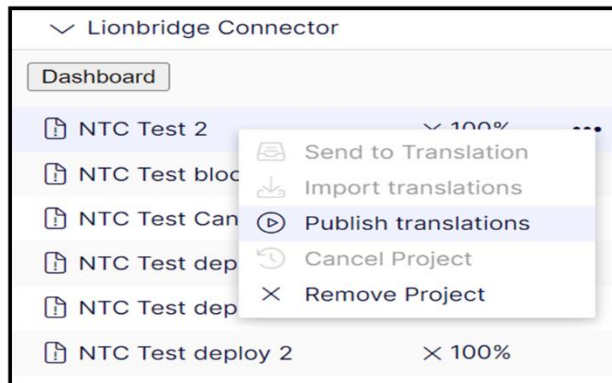 Lionbridge Connector
Dashboard
NTC Test 2 100%
Send to Translation
NTC Test bloc
Import translations
NTC Test Can
Publish translations
NTC Test dep
Cancel Project
NTC Test dep
Remove Project
NTC Test deploy 2 100%